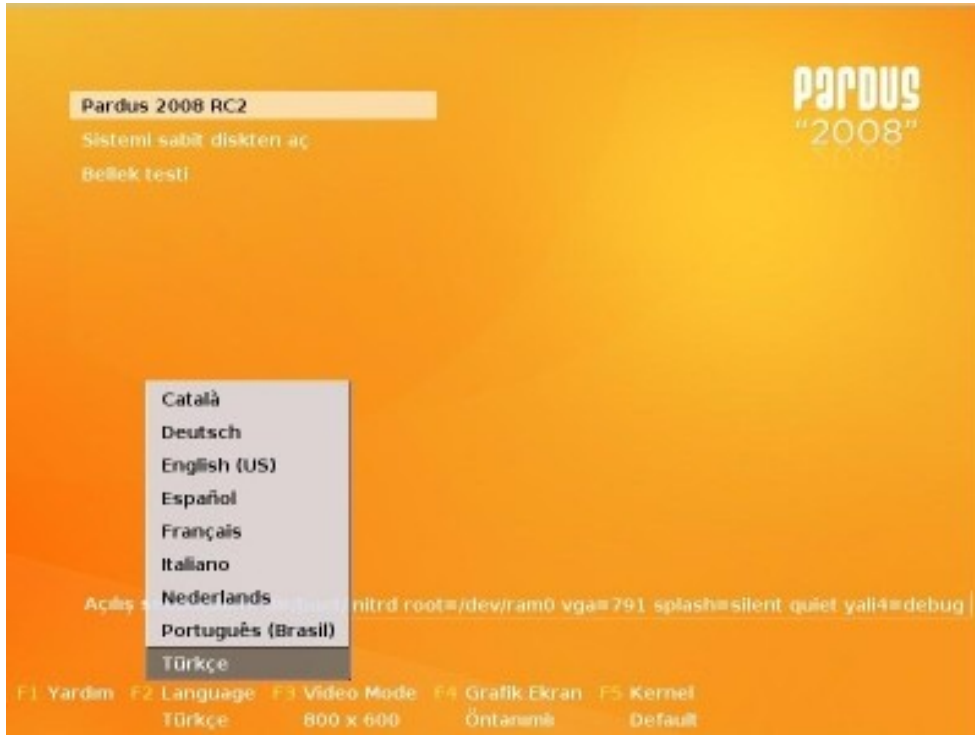 PARDUS
"2008"
Pardus 2008 RC2
Sistemi sabit diskten aç
Bellek testi
Català
Deutsch
English (US)
Español
Français
Italiano
Nederlands
Português (Brasil)
Türkçe
Açılış nitrd root=/dev/ram0 vga=791 splash=silent quiet yali4=debug
F1 Yardım F2 Language F3 Video Mode F4 Grafik Ekran F5 Kernel
Türkçe 800 x 600 Öntanımlı Default